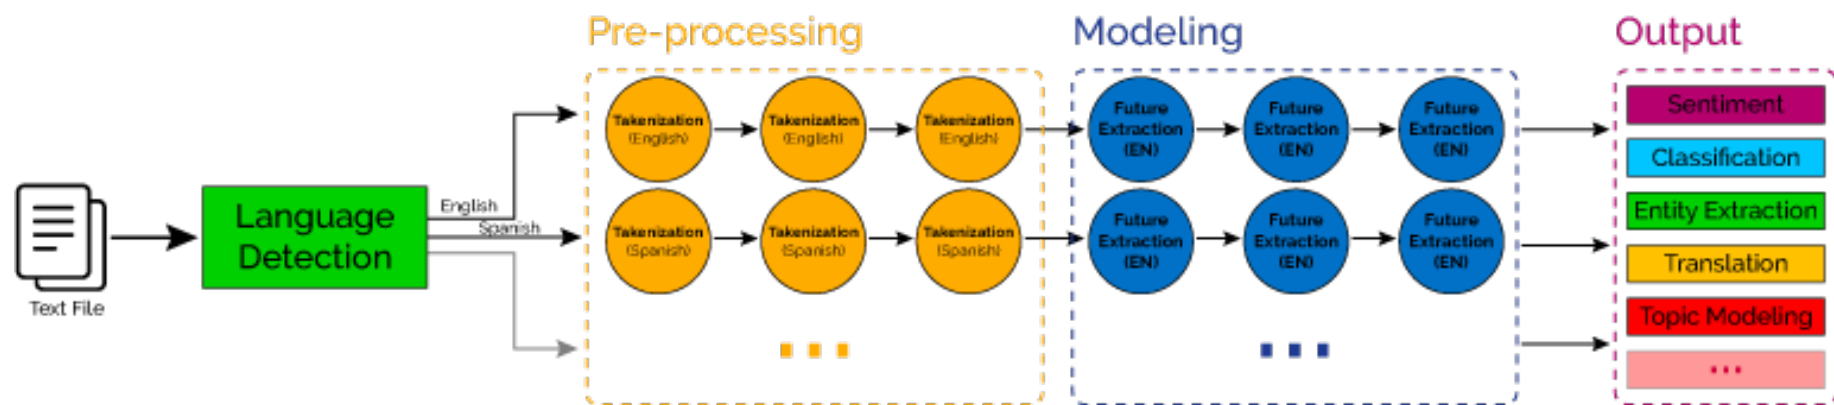 Pre-processing
Modeling
Output
Text File
Language
Detection
English
Spanish
Takenization
(English)
Takenization
(English)
Takenization
(English)
Takenization
(Spanish)
Takenization
(Spanish)
Takenization
(Spanish)
Future
Extraction
(EN)
Future
Extraction
(EN)
Future
Extraction
(EN)
Future
Extraction
(EN)
Future
Extraction
(EN)
Future
Extraction
(EN)
Sentiment
Classification
Entity Extraction
Translation
Topic Modeling
...